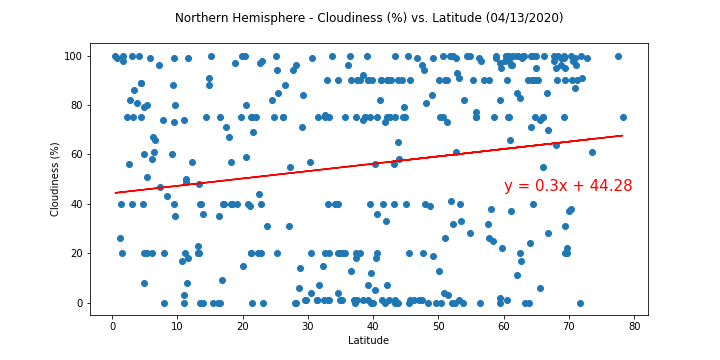 Northern Hemisphere - Cloudiness (%) vs. Latitude (04/13/2020)
100
80
60
40
20
0
Cloudiness (%)
y = 0.3x + 44.28
0 10 20 30 40 50 60 70 80
Latitude